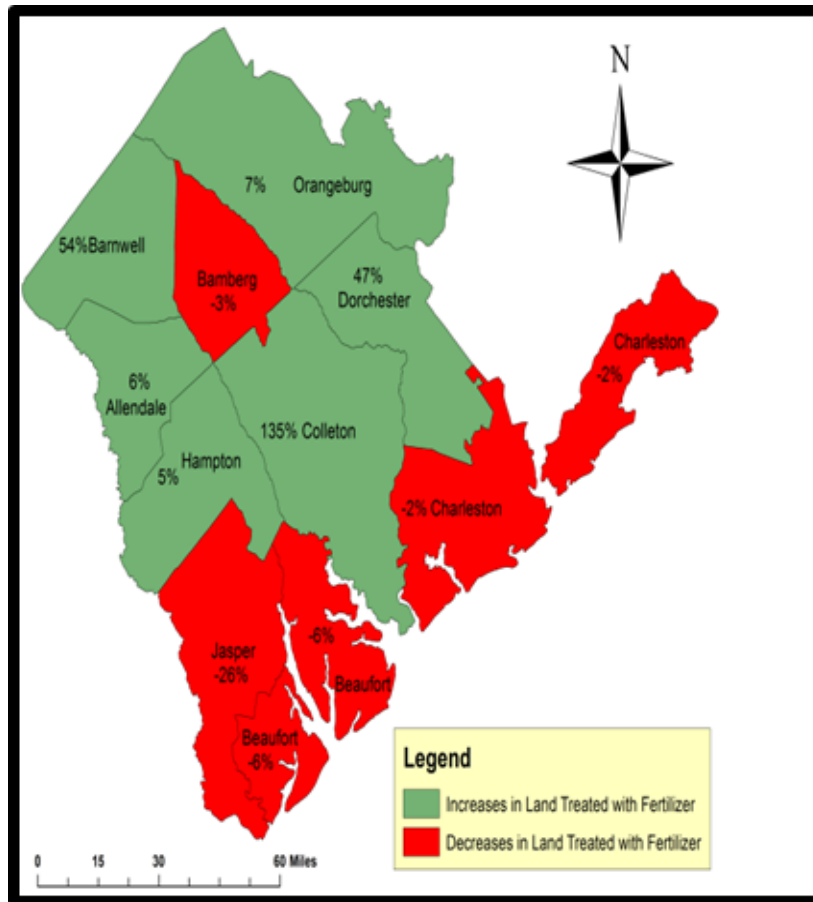 N
7% Orangeburg
54%Barnwell
Bamberg
-3%
47%
Dorchester
Charleston
-2%
6%
Allendale
135% Colleton
Hampton
5%
-2% Charleston
Jasper
-26%
-6%
Beaufort
Beaufort
-6%
Legend
Increases in Land Treated with Fertilizer
Decreases in Land Treated with Fertilizer
0 15 30 60 Miles